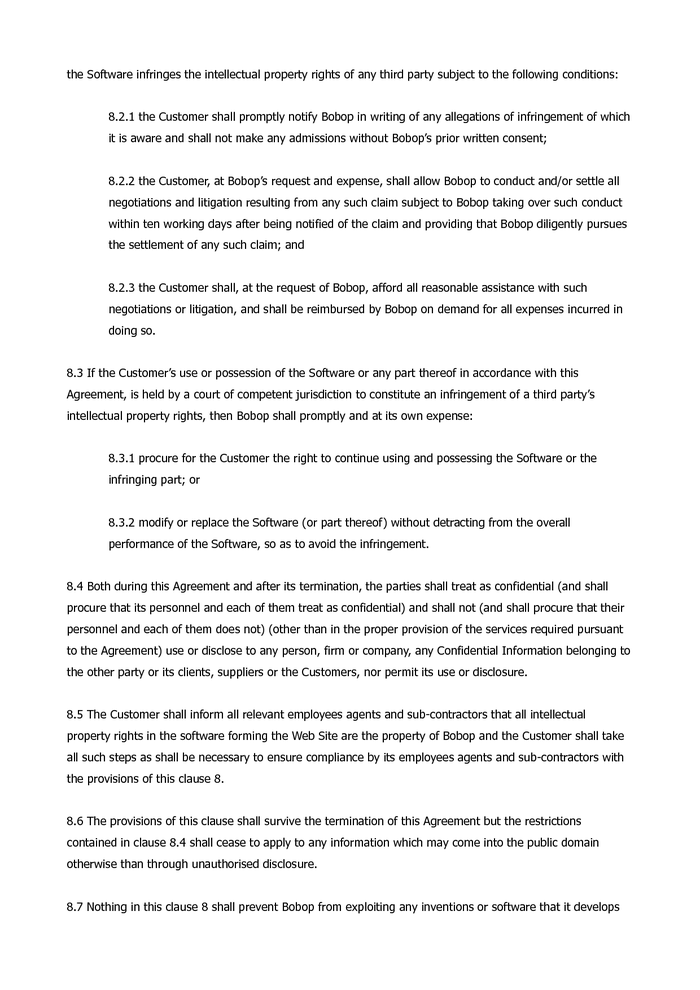 the Software infringes the intellectual property rights of any third party subject to the following conditions:
8.2.1 the Customer shall promptly notify Bobop in writing of any allegations of infringement of which
it is aware and shall not make any admissions without Bobop’s prior written consent;
8.2.2 the Customer, at Bobop’s request and expense, shall allow Bobop to conduct and/or settle all
negotiations and litigation resulting from any such claim subject to Bobop taking over such conduct
within ten working days after being notified of the claim and providing that Bobop diligently pursues
the settlement of any such claim; and
8.2.3 the Customer shall, at the request of Bobop, afford all reasonable assistance with such
negotiations or litigation, and shall be reimbursed by Bobop on demand for all expenses incurred in
doing so.
8.3 If the Customer’s use or possession of the Software or any part thereof in accordance with this
Agreement, is held by a court of competent jurisdiction to constitute an infringement of a third party’s
intellectual property rights, then Bobop shall promptly and at its own expense:
8.3.1 procure for the Customer the right to continue using and possessing the Software or the
infringing part; or
8.3.2 modify or replace the Software (or part thereof) without detracting from the overall
performance of the Software, so as to avoid the infringement.
8.4 Both during this Agreement and after its termination, the parties shall treat as confidential (and shall
procure that its personnel and each of them treat as confidential) and shall not (and shall procure that their
personnel and each of them does not) (other than in the proper provision of the services required pursuant
to the Agreement) use or disclose to any person, firm or company, any Confidential Information belonging to
the other party or its clients, suppliers or the Customers, nor permit its use or disclosure.
8.5 The Customer shall inform all relevant employees agents and sub-contractors that all intellectual
property rights in the software forming the Web Site are the property of Bobop and the Customer shall take
all such steps as shall be necessary to ensure compliance by its employees agents and sub-contractors with
the provisions of this clause 8.
8.6 The provisions of this clause shall survive the termination of this Agreement but the restrictions
contained in clause 8.4 shall cease to apply to any information which may come into the public domain
otherwise than through unauthorised disclosure.
8.7 Nothing in this clause 8 shall prevent Bobop from exploiting any inventions or software that it develops